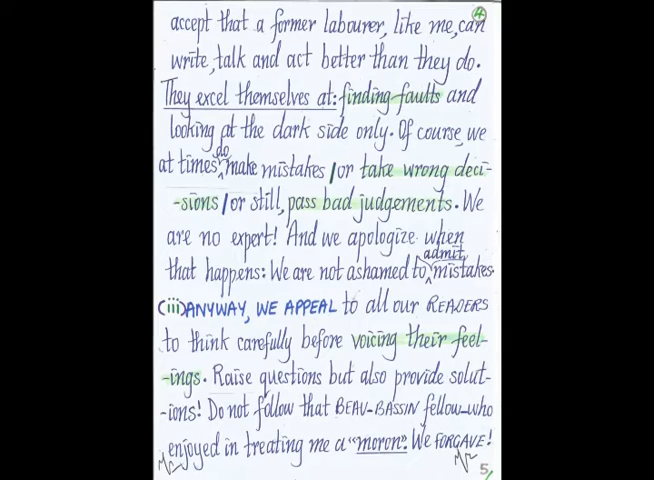 4
accept that a former labourer, like me, can
write, talk and act better than they do.
They excel themselves at: finding faults and
looking at the dark side only. Of course, we
at times do make mistakes/or take wrong deci-
-sions/or still, pass bad judgements. We
are no expert! And we apologize when
that happens: We are not ashamed to admit mistakes.
(iii) ANYWAY, WE APPEAL to all our READERS
to think carefully before voicing their feel-
-ings. Raise questions but also provide solut-
-ions! Do not follow that BEAU-BASSIN fellow-who
enjoyed in treating me a "moron". We FORGAVE!
5/